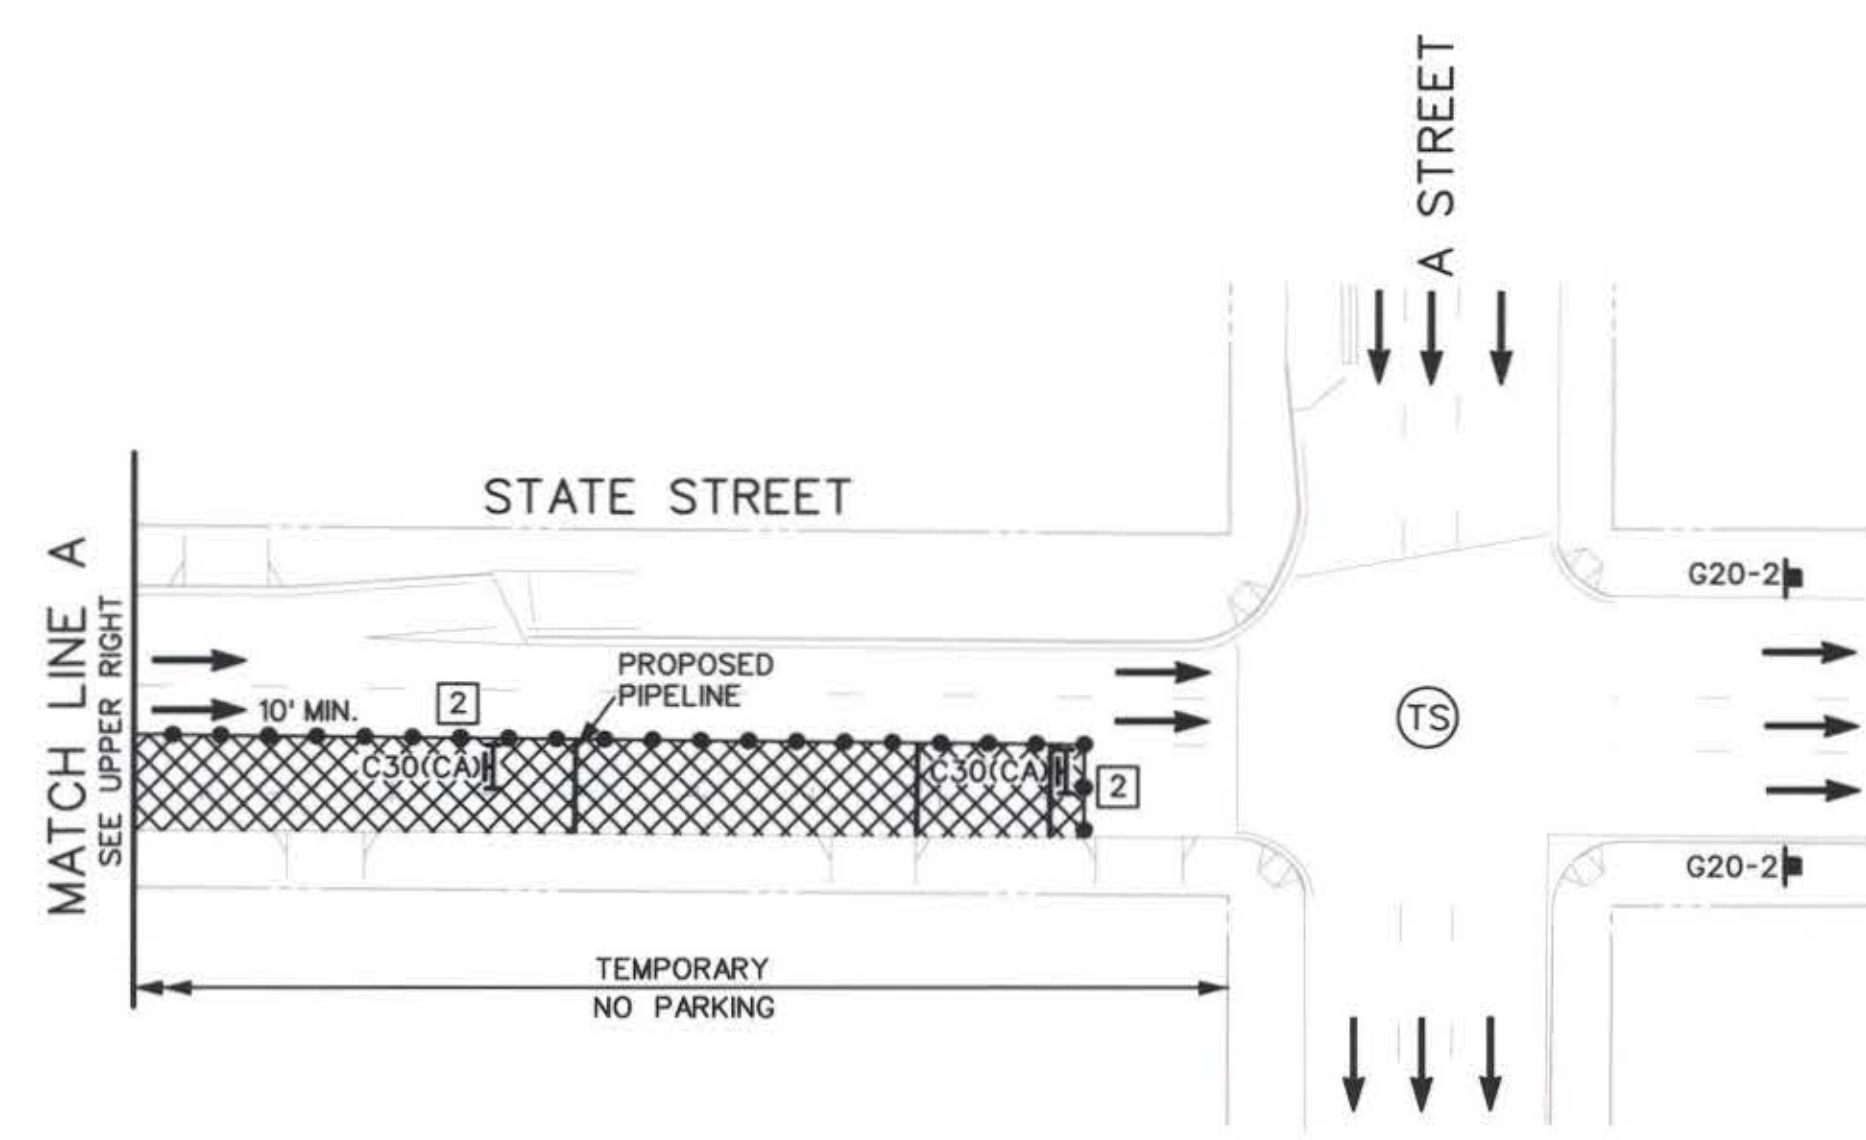 A STREET
STATE STREET
MATCH LINE A
SEE UPPER RIGHT
G20-2
PROPOSED
PIPELINE
2
10' MIN.
TS
C30(CA)
C30(CA)
2
G20-2
TEMPORARY
NO PARKING